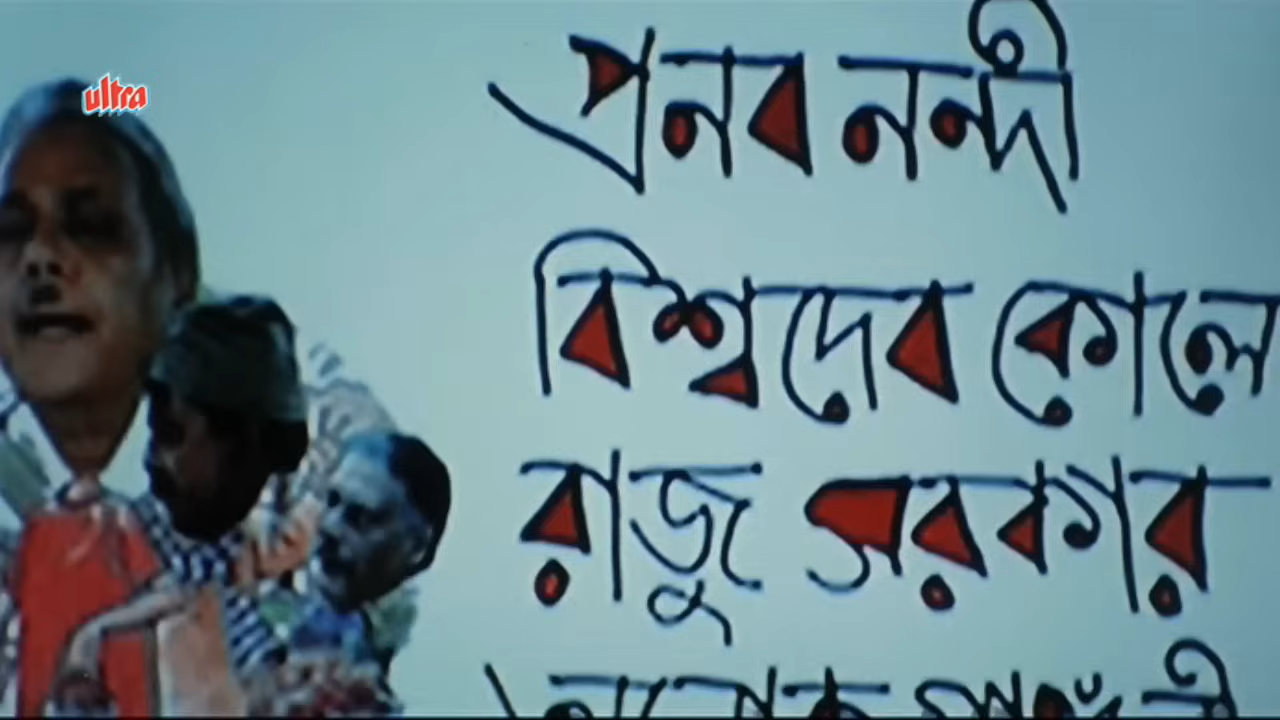 ultra
প্রনব নন্দী
বিশ্বদেব কোলে
রাজু সরকার